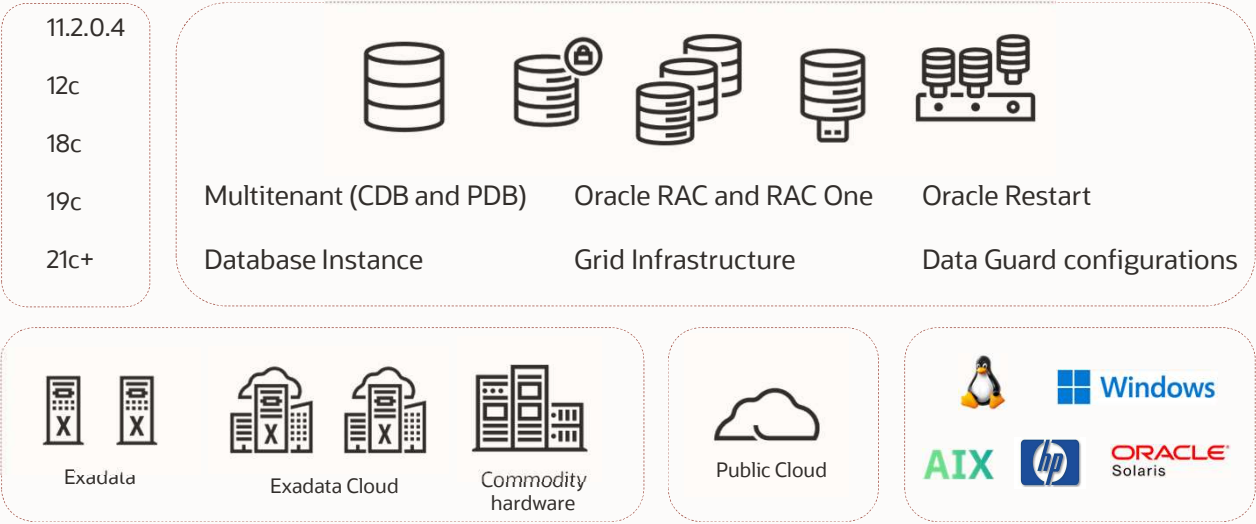 11.2.0.4
12c
18c
19c
21c+
Multitenant (CDB and PDB) Oracle RAC and RAC One Oracle Restart
Database Instance Grid Infrastructure Data Guard configurations
X X
Exadata
X X
Exadata Cloud
Commodity
hardware
Public Cloud
Windows
AIX
hp
ORACLE
Solaris